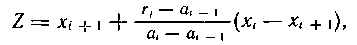 Z = x_{i+1} + \frac{r_i - a_{i-1}}{a_i - a_{i-1}}(x_i - x_{i+1}),